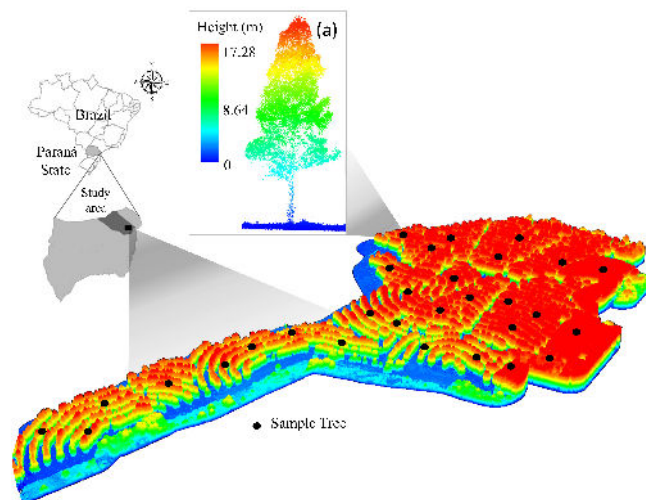 Height (m)
(a)
17.28
8.64
0
Brazil
Paraná
State
Study
area
Sample Tree